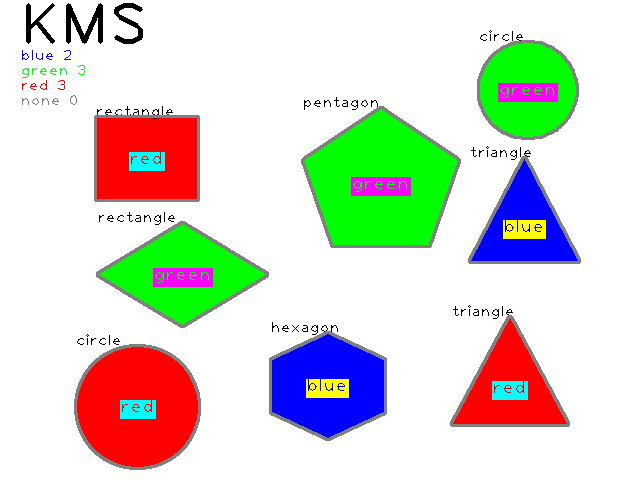 KMS
blue 2
green 3
red 3
none 0
circle
green
rectangle
red
pentagon
green
triangle
blue
rectangle
green
circle
red
hexagon
blue
triangle
red